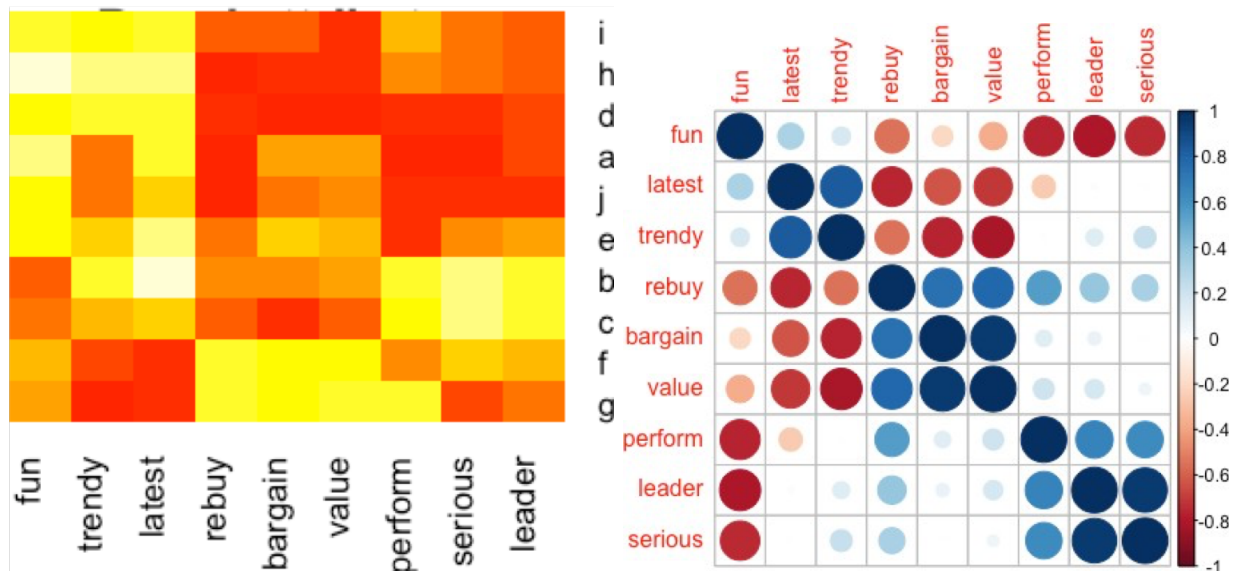 i
h
d
a
j
e
b
c
f
g
fun
trendy
latest
rebuy
bargain
value
perform
serious
leader
fun
latest
trendy
rebuy
bargain
value
perform
leader
serious
fun
latest
trendy
rebuy
bargain
value
perform
leader
serious
1
0.8
0.6
0.4
0.2
0
-0.2
-0.4
-0.6
-0.8
-1